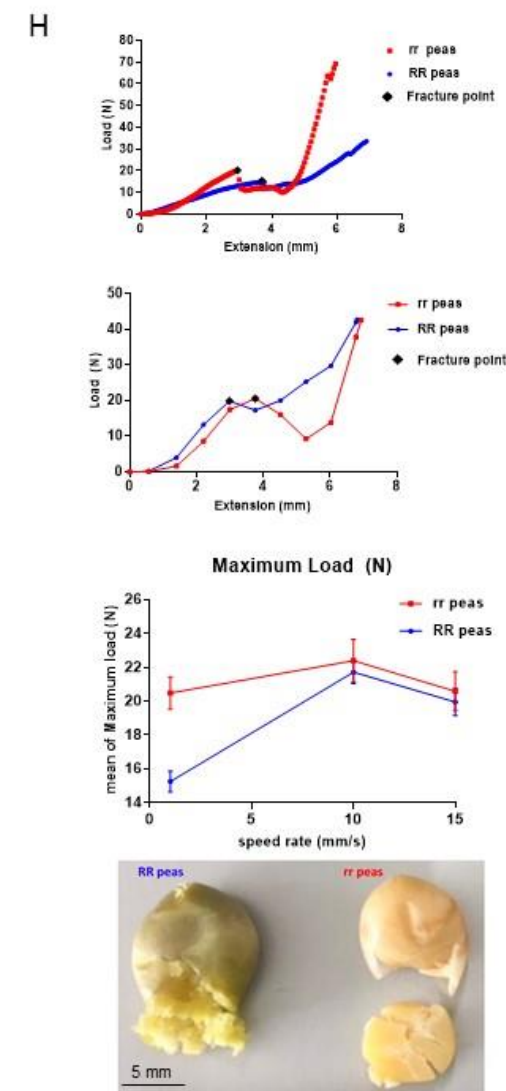 H
80
70
60
50
40
30
20
10
0
Load (N)
0 2 4 6 8
Extension (mm)
rr peas
RR peas
Fracture point
50
40
30
20
10
0
Load (N)
0 2 4 6 8
Extension (mm)
rr peas
RR peas
Fracture point
Maximum Load (N)
26
24
22
20
18
16
14
mean of Maximum load (N)
0 5 10 15
speed rate (mm/s)
rr peas
RR peas
RR peas
rr peas
5 mm